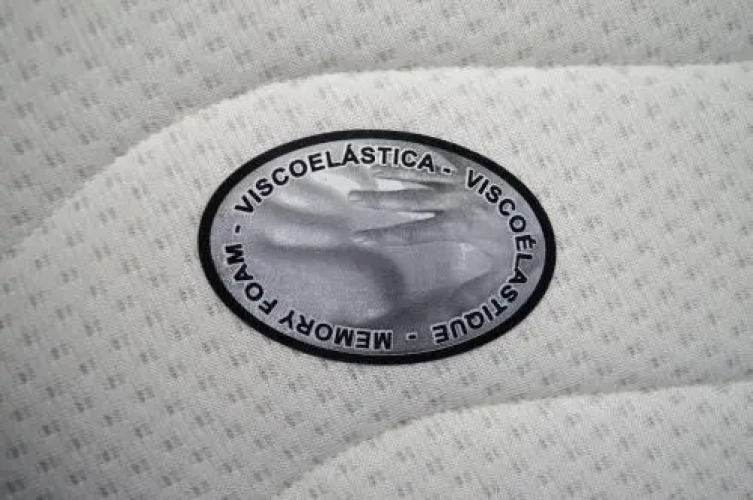 VISCOELÁSTICA - VISCOÉLASTIQUE - MEMORY FOAM -